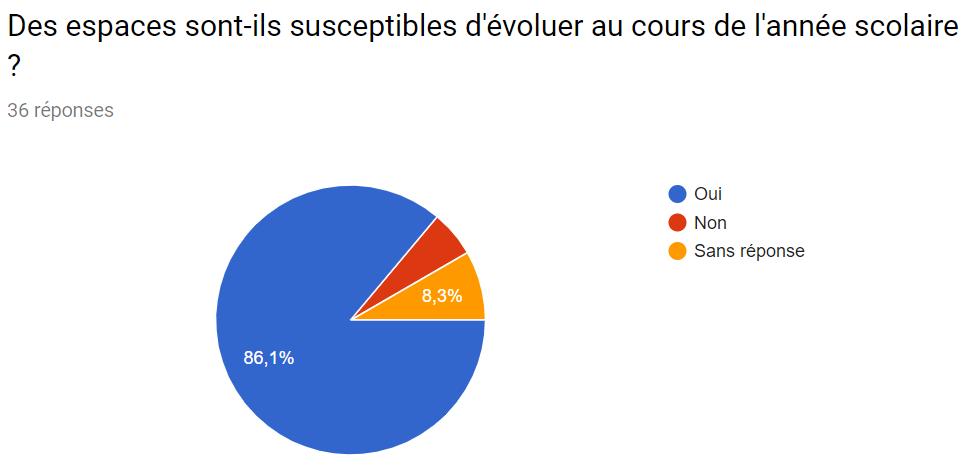 Des espaces sont-ils susceptibles d'évoluer au cours de l'année scolaire
?
36 réponses
Oui
Non
Sans réponse
8,3%
86,1%